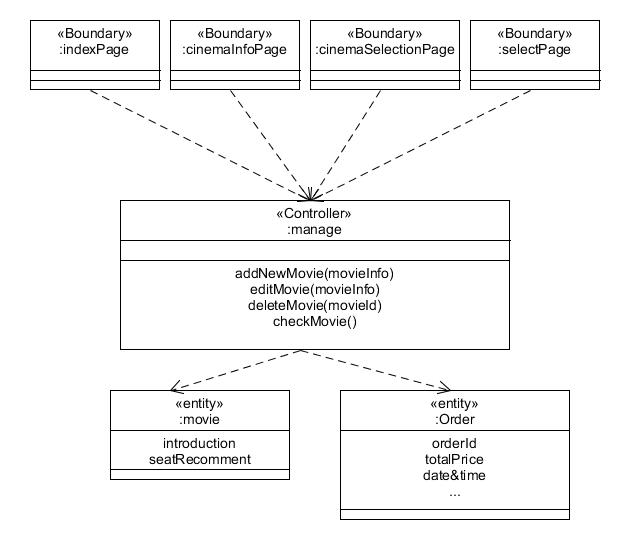 «Boundary»
:indexPage
«Boundary»
:cinemaInfoPage
«Boundary»
:cinemaSelectionPage
«Boundary»
:selectPage
«Controller»
:manage
addNewMovie(movieInfo)
editMovie(movieInfo)
deleteMovie(movieId)
checkMovie()
«entity»
:movie
introduction
seatRecomment
«entity»
:Order
orderId
totalPrice
date&time
...